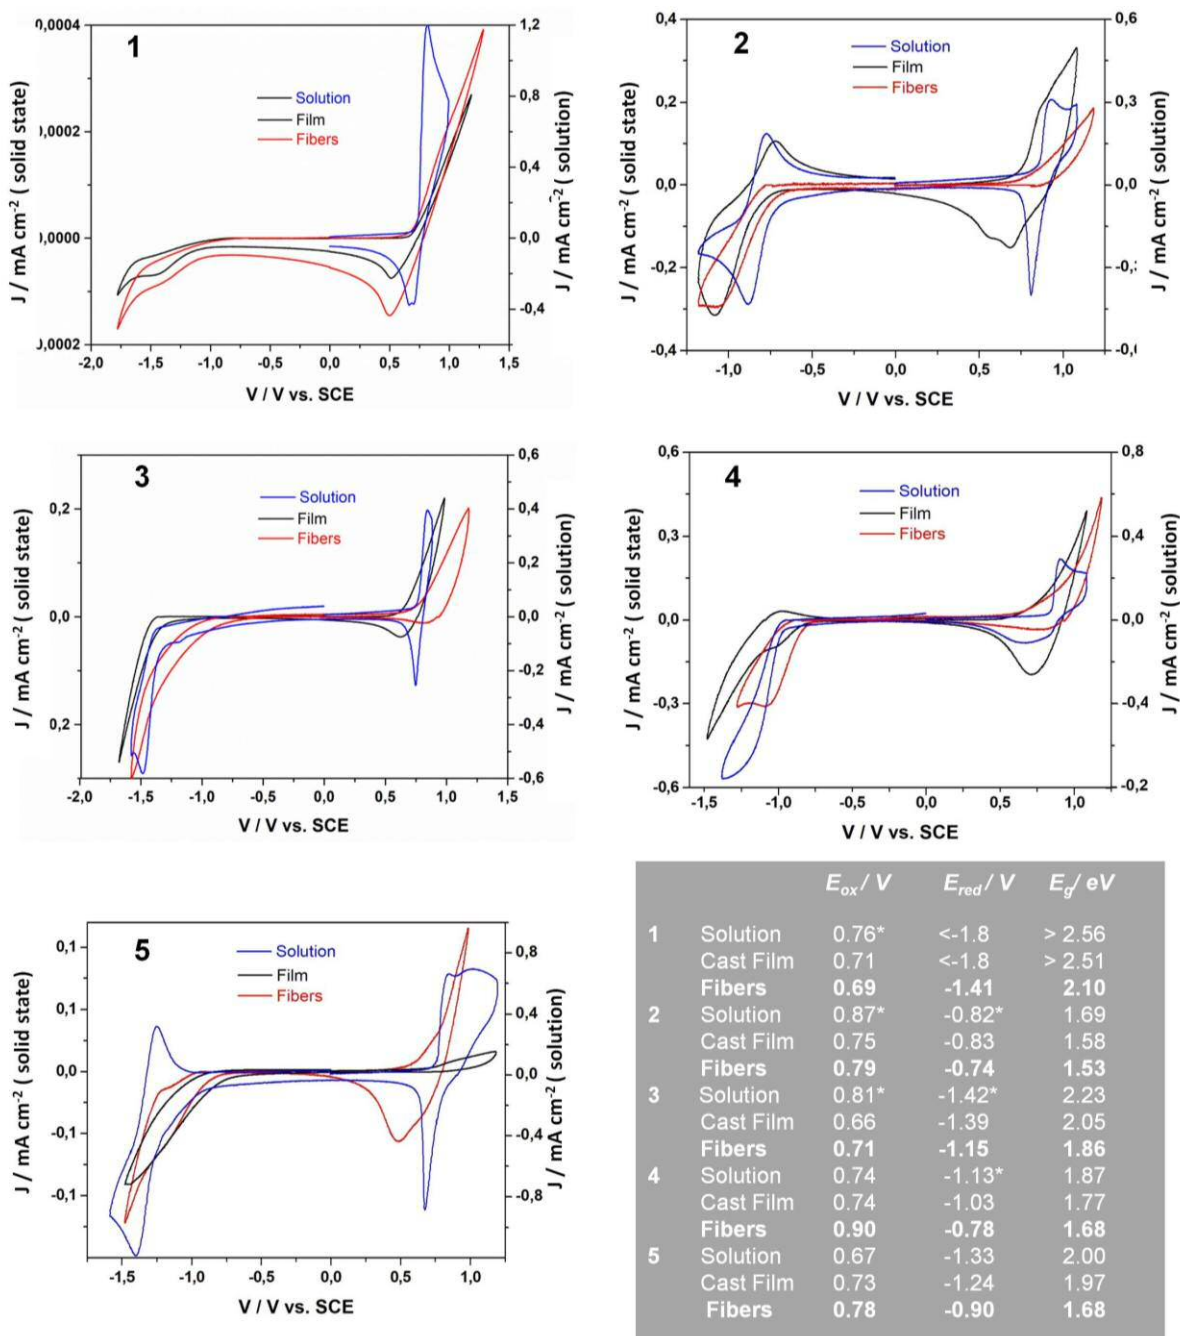 1
0,0004
0,0002
0,0000
0,0002
1,2
0,8
0,4
0,0
-0,4
Solution
Film
Fibers
-2,0 -1,5 -1,0 -0,5 0,0 0,5 1,0 1,5
J / mA cm-2 ( solid state)
J / mA cm-2 ( solution)
V / V vs. SCE
2
0,4
0,2
0,0
-0,2
-0,4
0,6
0,3
0,0
Solution
Film
Fibers
-1,0 -0,5 0,0 0,5 1,0
J / mA cm-2 ( solid state)
J / mA cm-2 ( solution)
V / V vs. SCE
3
0,2
0,0
0,2
0,6
0,4
0,2
0,0
-0,2
-0,4
-0,6
Solution
Film
Fibers
-2,0 -1,5 -1,0 -0,5 0,0 0,5 1,0 1,5
J / mA cm-2 ( solid state)
J / mA cm-2 ( solution)
V / V vs. SCE
4
0,6
0,3
0,0
-0,3
-0,6
0,8
0,4
0,0
-0,4
-0,2
Solution
Film
Fibers
-1,5 -1,0 -0,5 0,0 0,5 1,0
J / mA cm-2 (solid state)
J / mA cm-2 ( solution)
V / V vs. SCE
5
0,1
0,1
0,0
-0,1
-0,1
0,8
0,4
0,0
-0,4
-0,8
Solution
Film
Fibers
-1,5 -1,0 -0,5 0,0 0,5 1,0
J / mA cm-2 ( solid state)
J / mA cm-2 ( solution)
V / V vs. SCE
Eox/ V Ered/ V Eg/ eV
1 Solution 0.76* <-1.8 > 2.56
Cast Film 0.71 <-1.8 > 2.51
Fibers 0.69 -1.41 2.10
2 Solution 0.87* -0.82* 1.69
Cast Film 0.75 -0.83 1.58
Fibers 0.79 -0.74 1.53
3 Solution 0.81* -1.42* 2.23
Cast Film 0.66 -1.39 2.05
Fibers 0.71 -1.15 1.86
4 Solution 0.74 -1.13* 1.87
Cast Film 0.74 -1.03 1.77
Fibers 0.90 -0.78 1.68
5 Solution 0.67 -1.33 2.00
Cast Film 0.73 -1.24 1.97
Fibers 0.78 -0.90 1.68